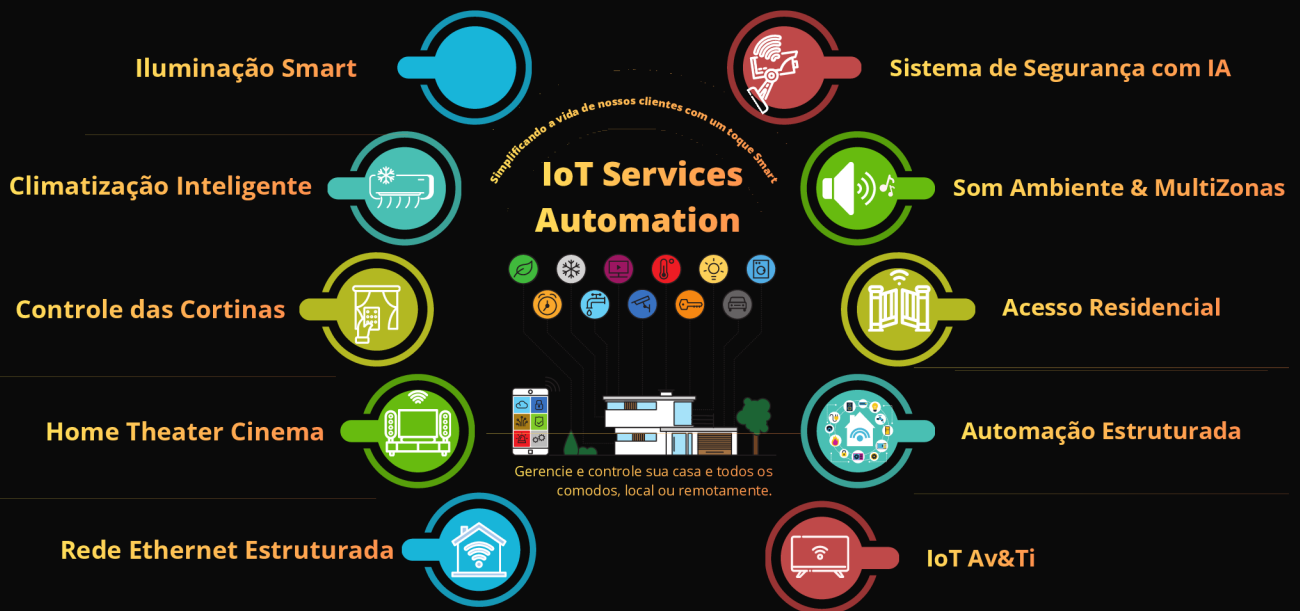 Iluminação Smart
Sistema de Segurança com IA
Simplificando a vida de nossos clientes com um toque Smart
IoT Services
Automation
Climatização Inteligente
Som Ambiente & MultiZonas
Controle das Cortinas
Acesso Residencial
Home Theater Cinema
Automação Estruturada
Gerencie e controle sua casa e todos os
comodos, local ou remotamente.
Rede Ethernet Estruturada
IoT Av&Ti